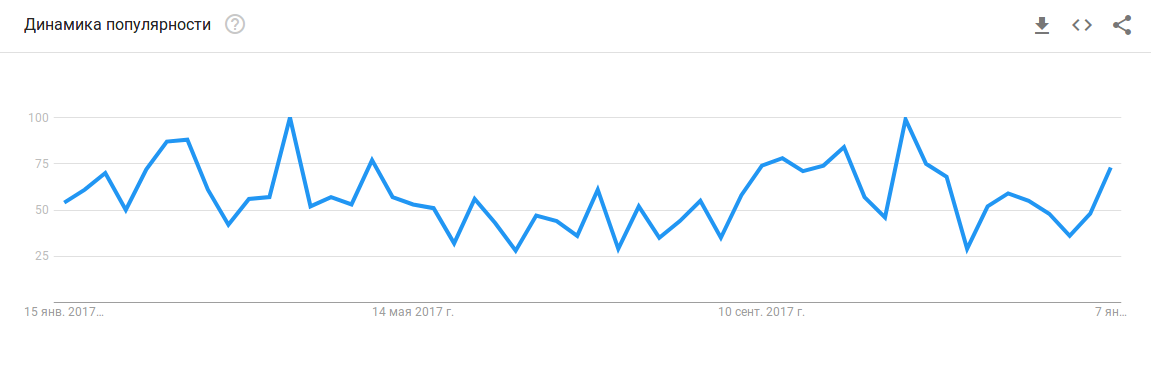 Динамика популярности
100
75
50
25
15 янв. 2017…
14 мая 2017 г.
10 сент. 2017 г.
7 ян…